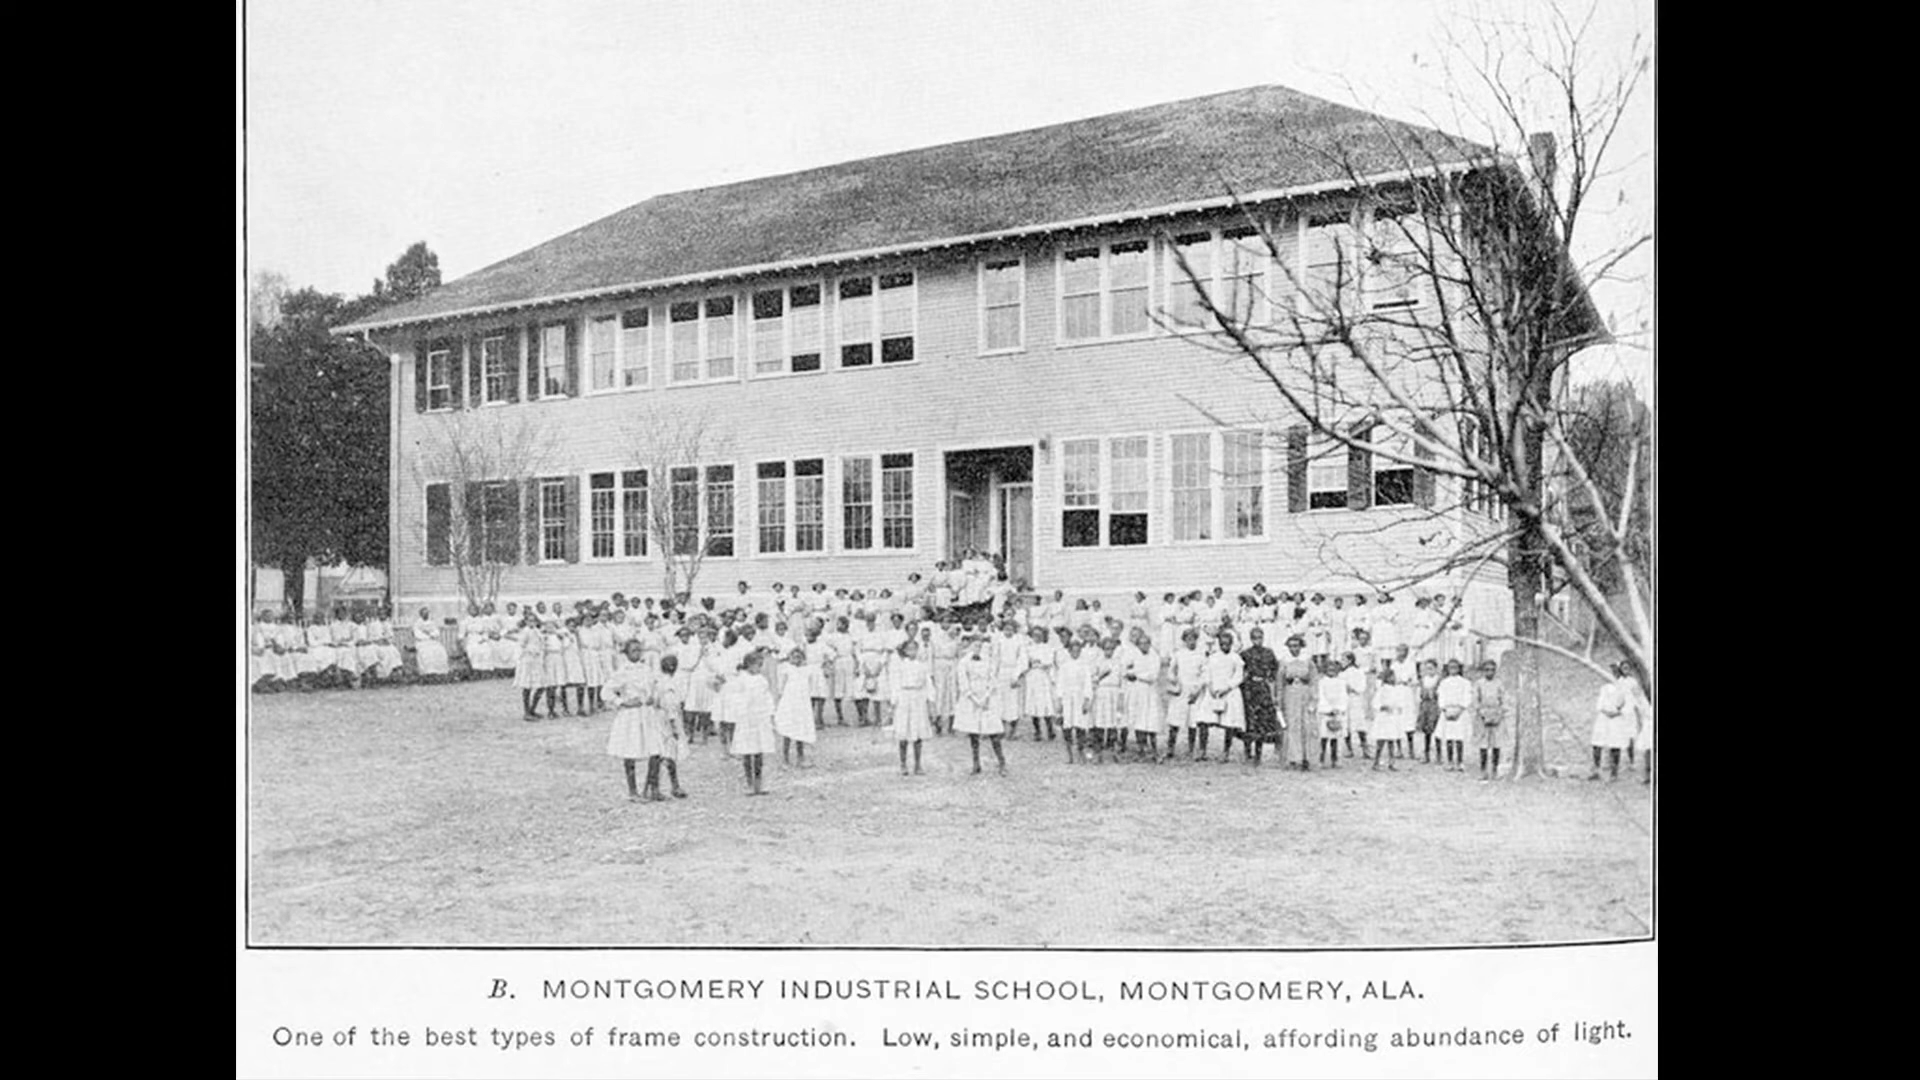 B. MONTGOMERY INDUSTRIAL SCHOOL, MONTGOMERY, ALA.
One of the best types of frame construction. Low, simple, and economical, affording abundance of light.